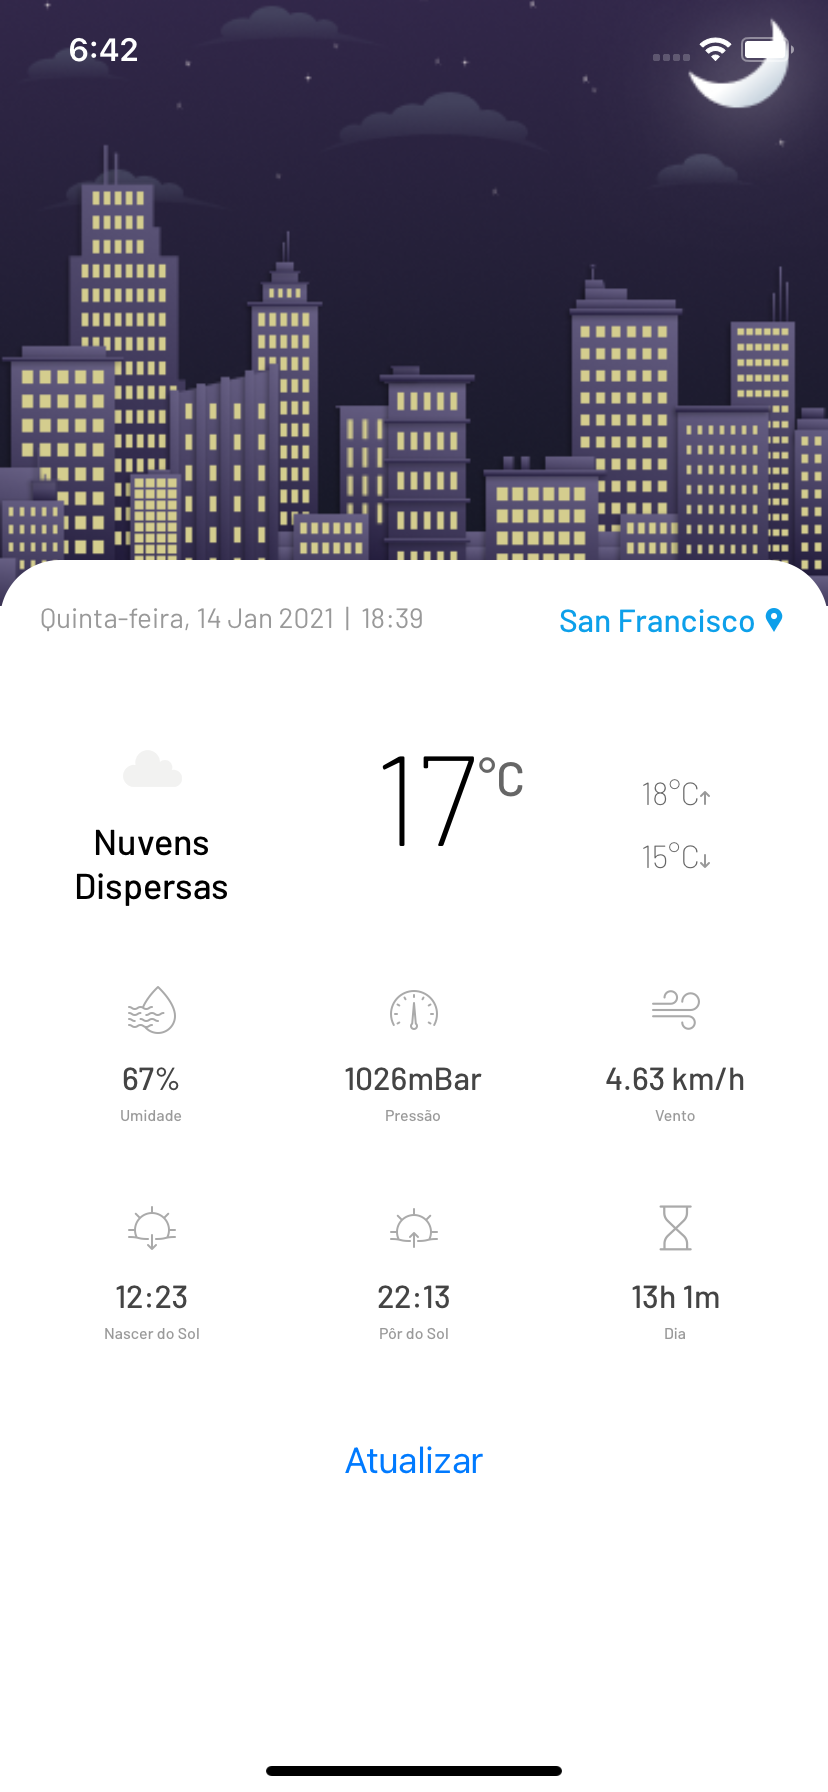 6:42
Quinta-feira, 14 Jan 2021 | 18:39
San Francisco
Nuvens
Dispersas
17°C
18°C↑
15°C↓
67%
Umidade
1026mBar
Pressão
4.63 km/h
Vento
12:23
Nascer do Sol
22:13
Pôr do Sol
13h 1m
Dia
Atualizar